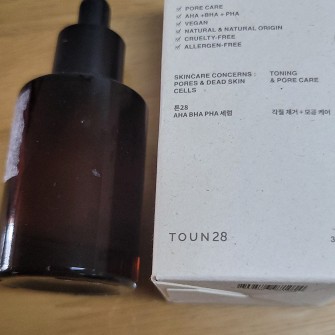 PORE CARE
AHA +BHA + PHA
VEGAN
NATURAL & NATURAL ORIGIN
CRUELTY-FREE
ALLERGEN-FREE
SKINCARE CONCERNS :
PORES & DEAD SKIN
CELLS
TONING
& PORE CARE
톤28
AHA BHA PHA 세럼
각질 제거 + 모공 케어
TOUN28